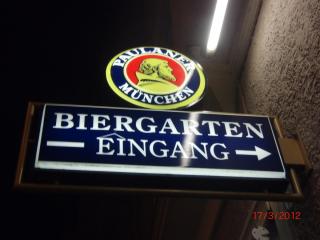 PAULANER
MÜNCHEN
BIERGARTEN
EINGANG
17/3/2012